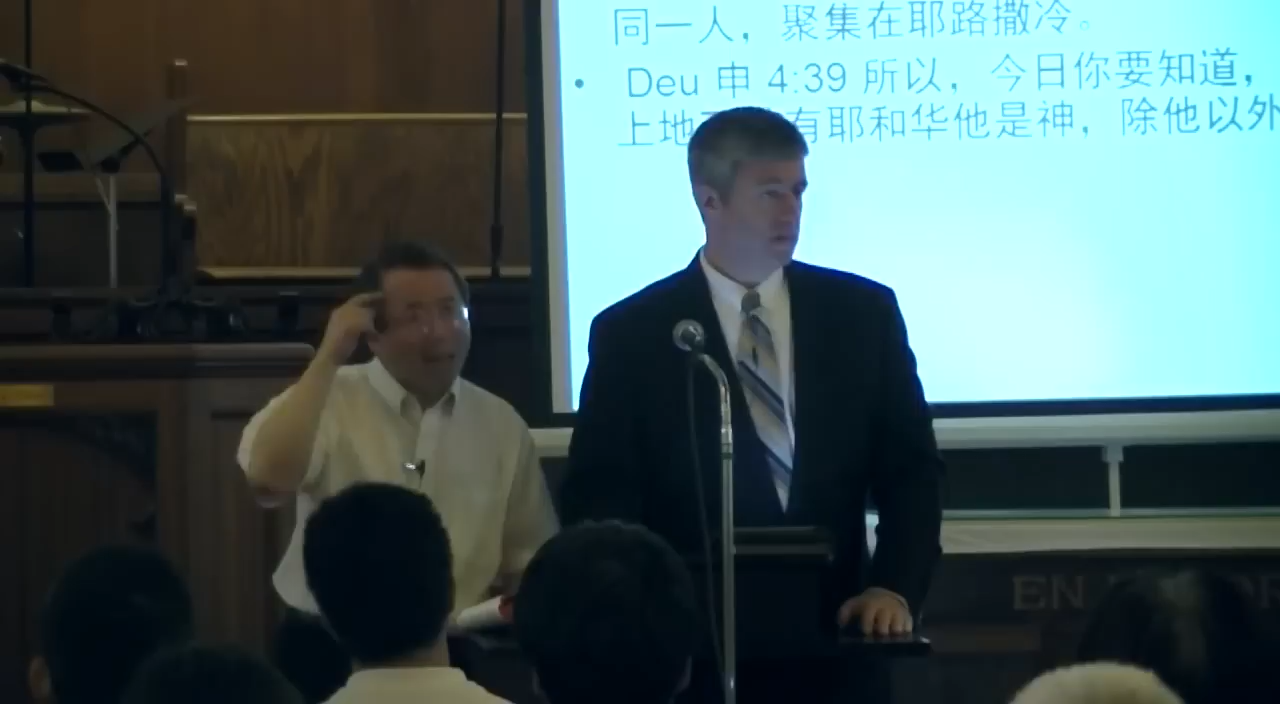 同一人，聚集在耶路撒冷。
• Deu 申 4:39 所以，今日你要知道，
上地 有耶和华他是神，除他以外
EN